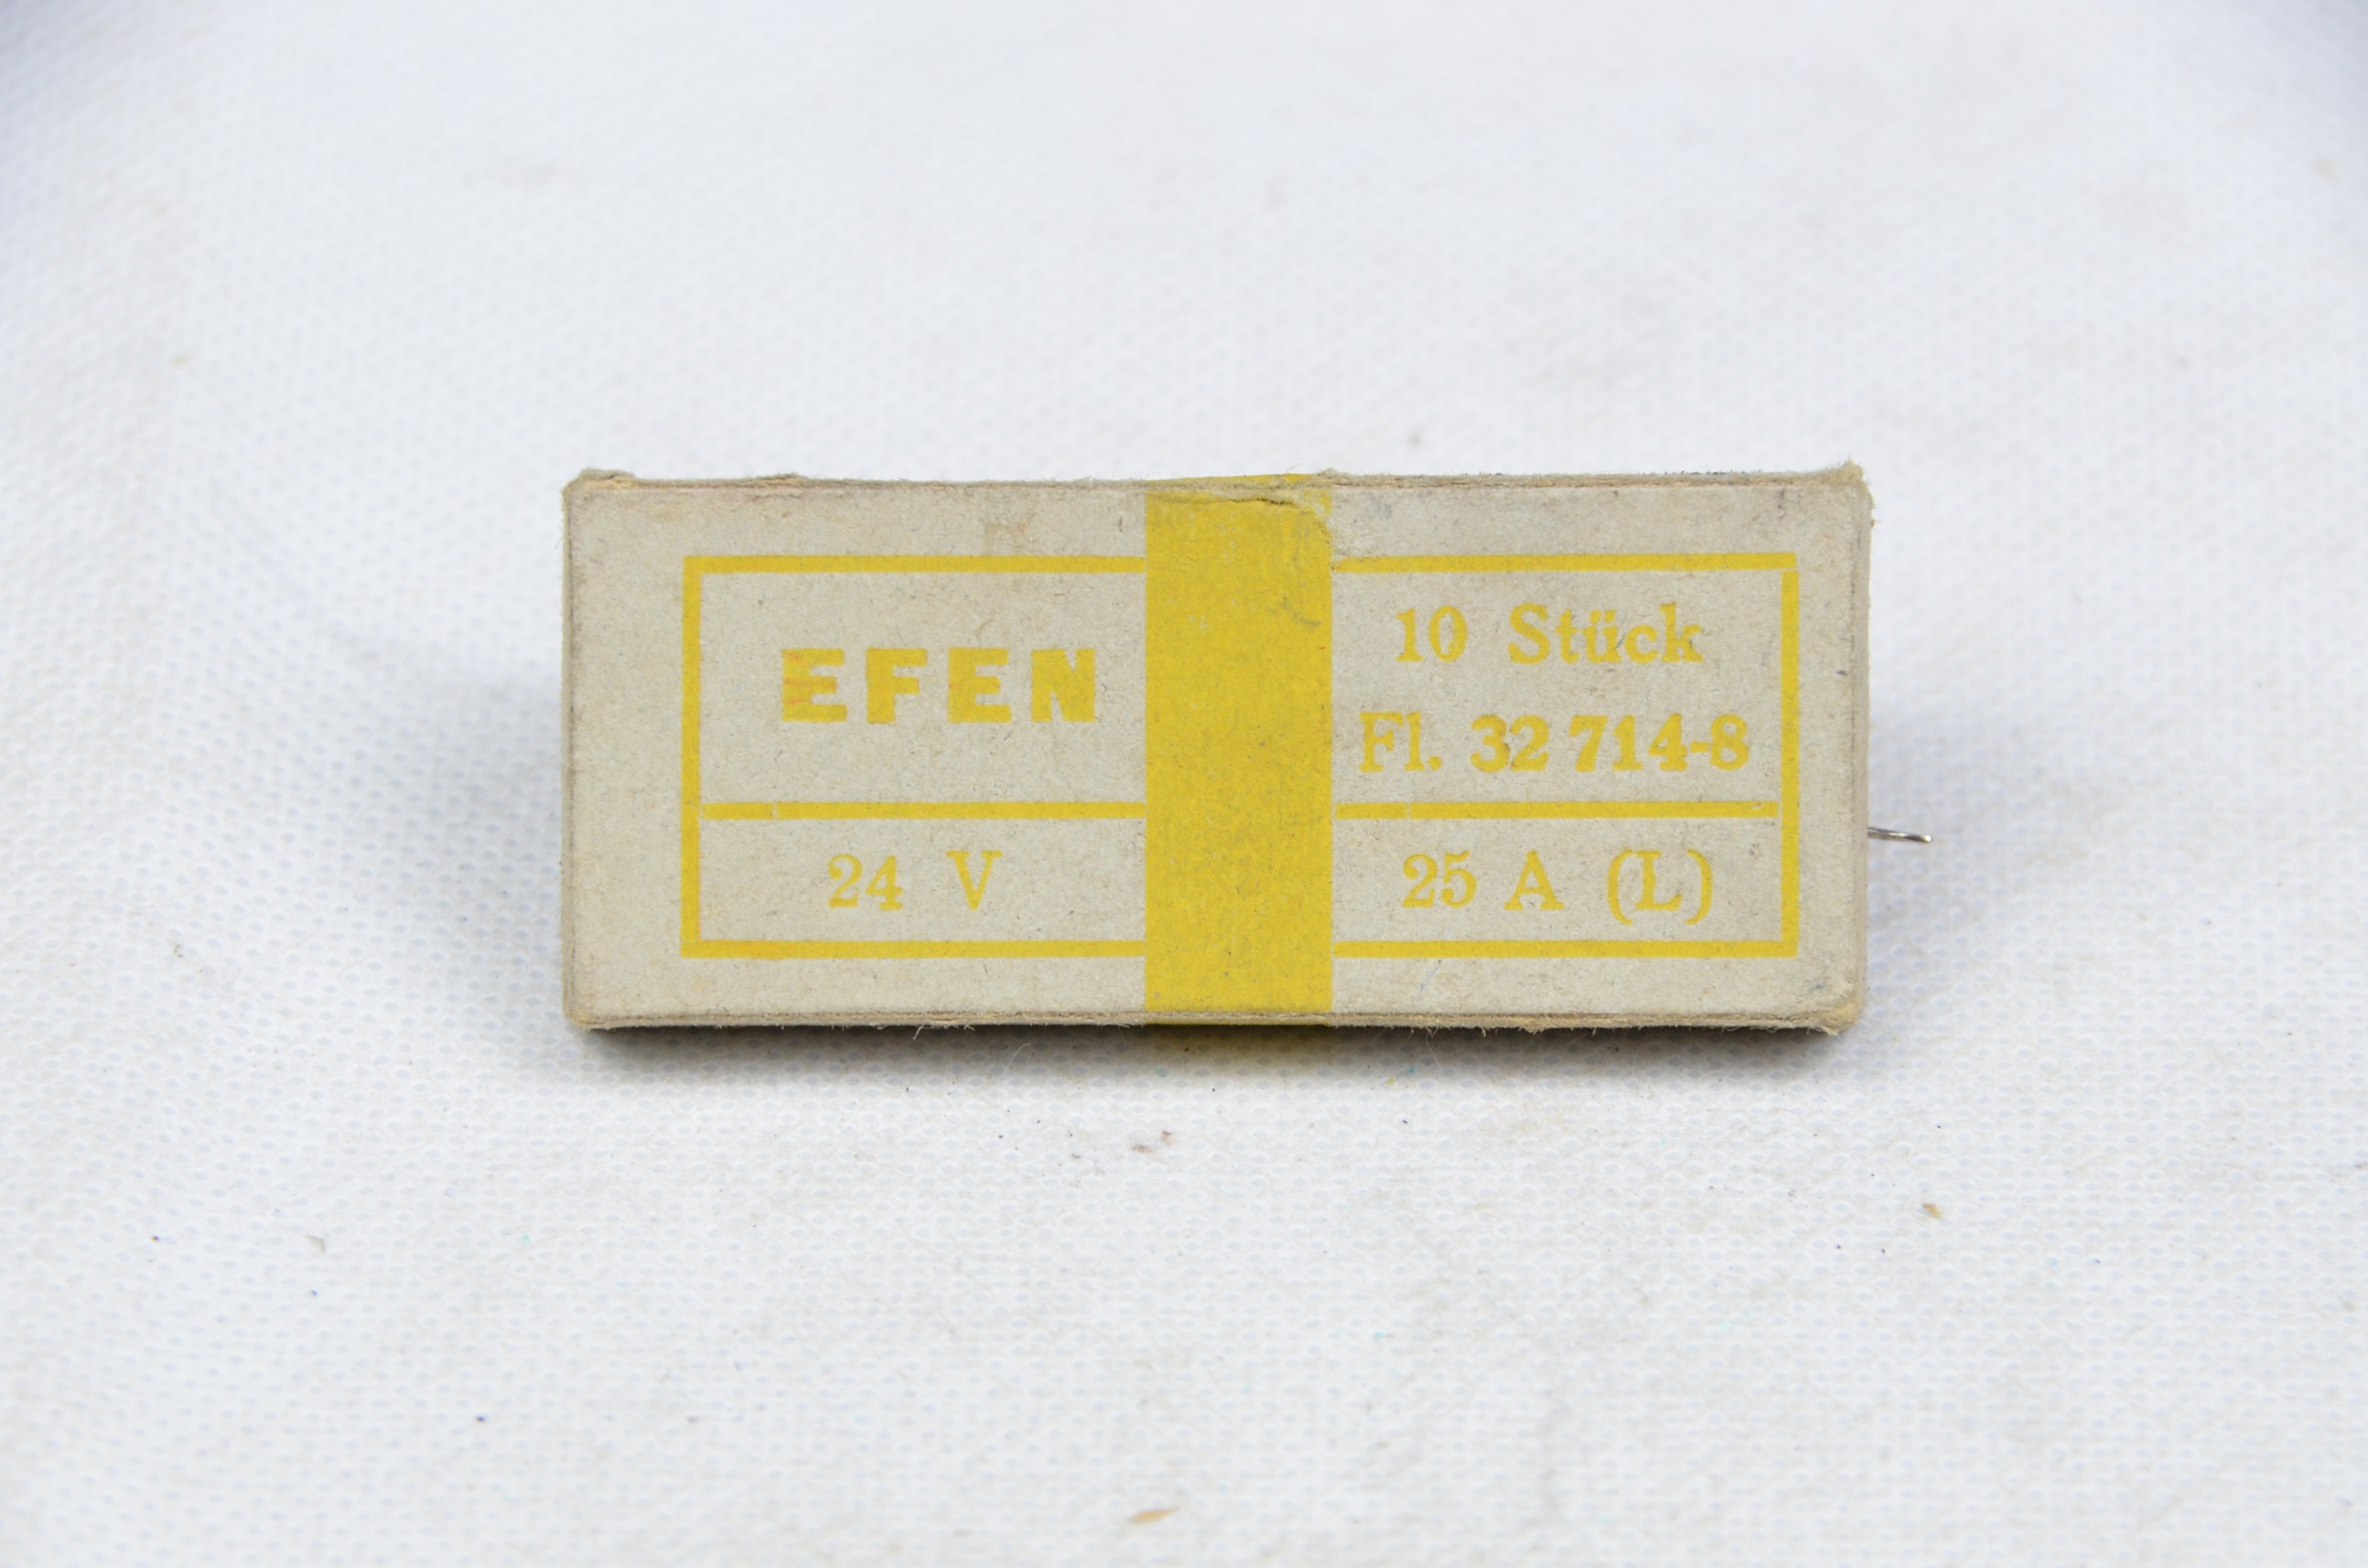 EFEN
10 Stück
Fl. 32 714-8
24 V
25 A (L)